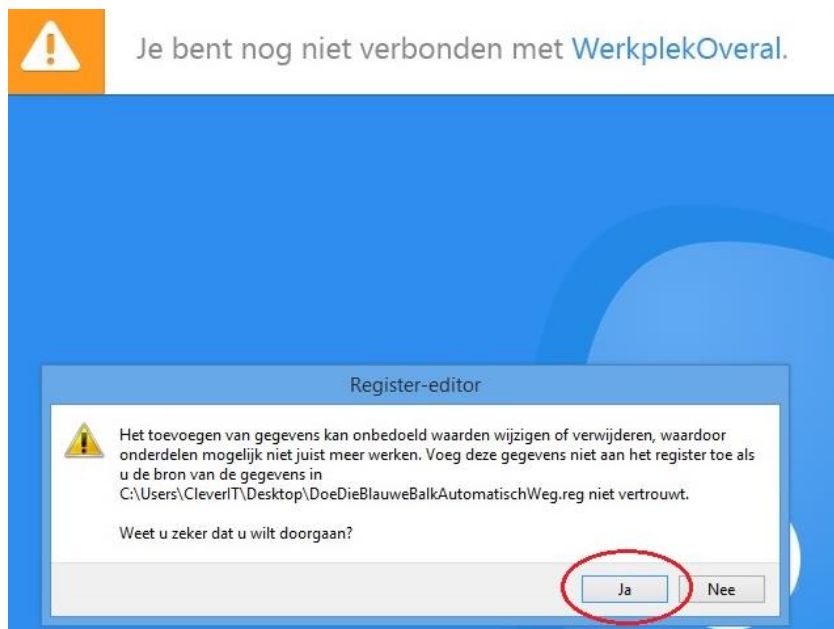 Je bent nog niet verbonden met WerkplekOveral.
Register-editor
Het toevoegen van gegevens kan onbedoeld waarden wijzigen of verwijderen, waardoor
onderdelen mogelijk niet juist meer werken. Voeg deze gegevens niet aan het register toe als
u de bron van de gegevens in
C:\Users\CleverIT\Desktop\DoeDieBlauweBalkAutomatischWeg.reg niet vertrouwt.
Weet u zeker dat u wilt doorgaan?
Ja Nee